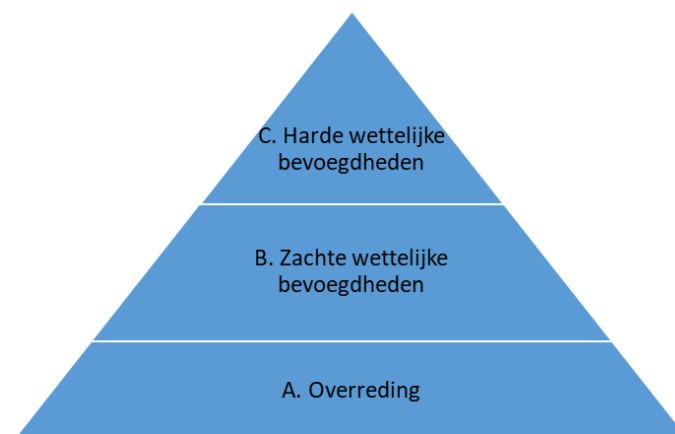 C. Harde wettelijke
bevoegdheden
B. Zachte wettelijke
bevoegdheden
A. Overreding